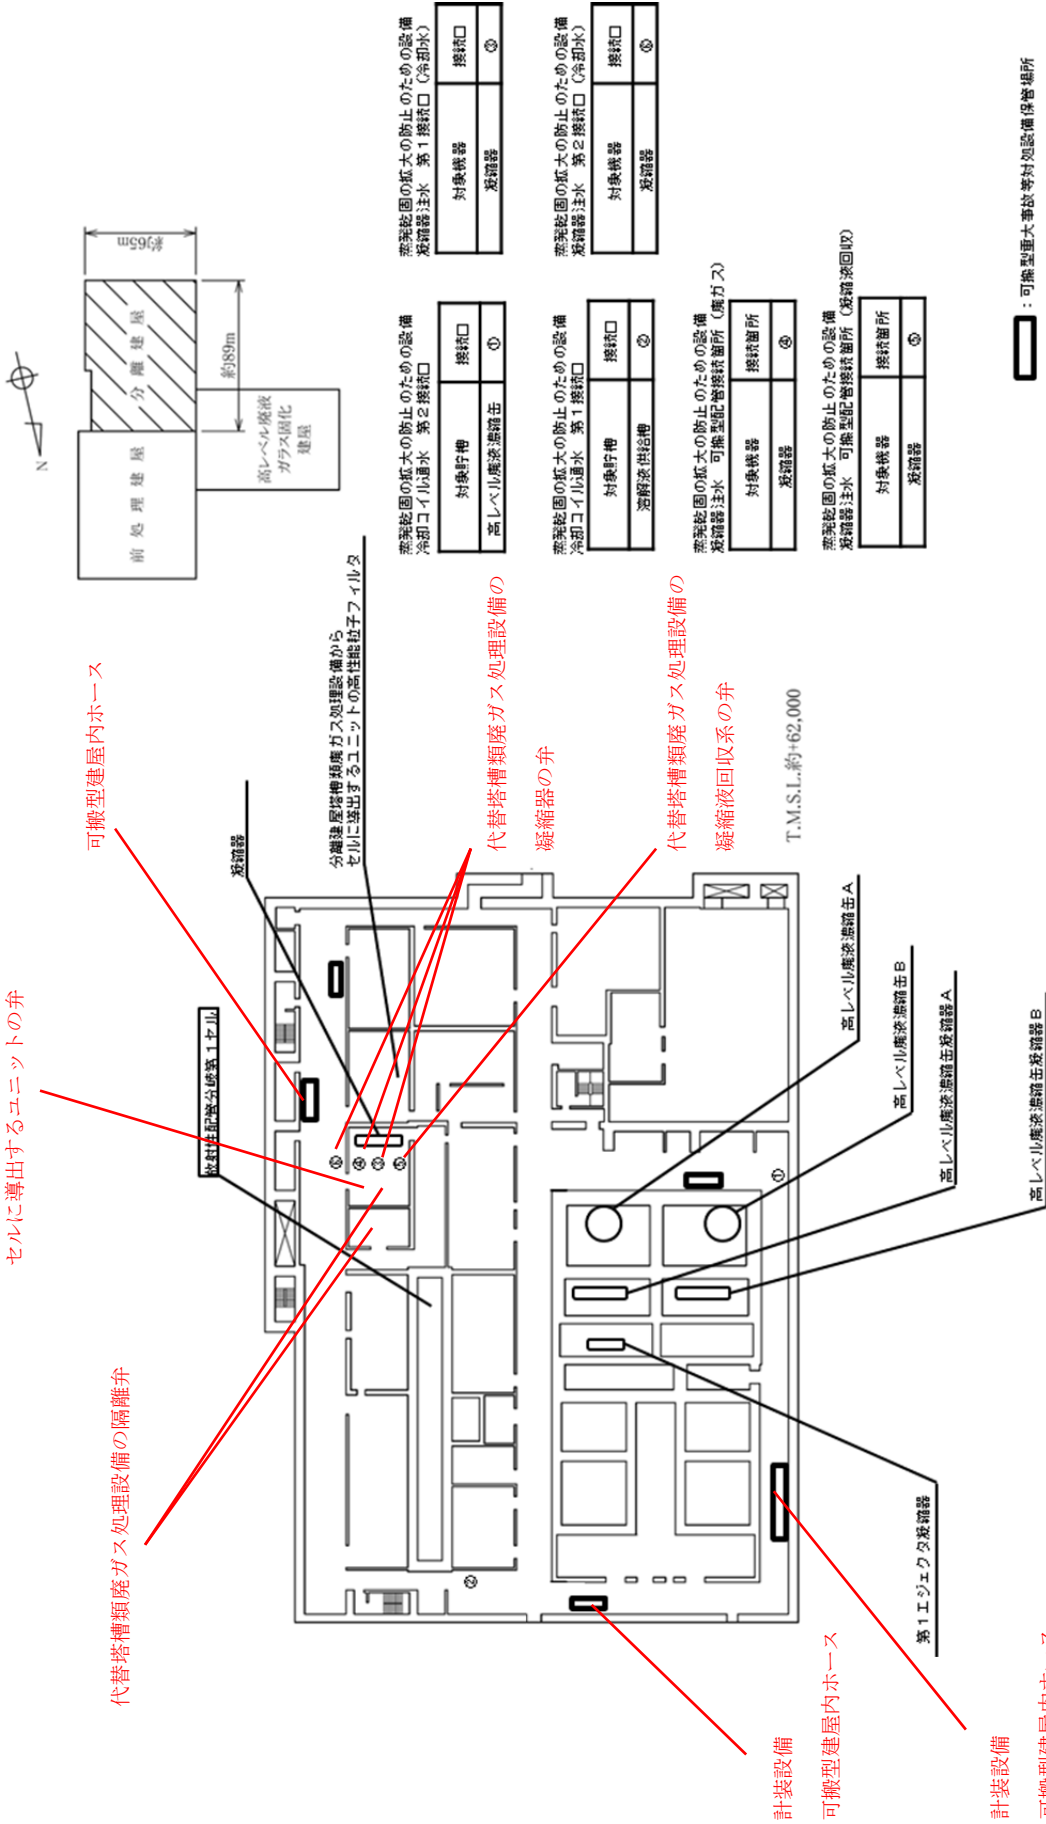 セルに導出するユニットの弁
代替塔槽類廃ガス処理設備の隔離弁
可搬型建屋内ホース
放射性配管分岐第1セル
凝縮器
分離建屋塔槽類廃ガス処理設備から
セルに導出するユニットの高性能粒子フィルタ
代替塔槽類廃ガス処理設備の
凝縮器の弁
代替塔槽類廃ガス処理設備の
凝縮液回収系の弁
T.M.S.L.約+62,000
⑥
④
③
⑤
①
②
高レベル廃液濃縮缶A
高レベル廃液濃縮缶B
高レベル廃液濃縮缶凝縮器A
高レベル廃液濃縮缶凝縮器B
第1エジェクタ凝縮器
計装設備
可搬型建屋内ホース
計装設備
可搬型建屋内ホース
N
前処理建屋
分離建屋
高レベル廃液
ガラス固化
建屋
約89m
約65m
蒸発乾固の拡大の防止のための設備
冷却コイル通水 第2接続口
対象貯槽 接続口
高レベル廃液濃縮缶 ①
蒸発乾固の拡大の防止のための設備
凝縮器注水 第1接続口(冷却水)
対象機器 接続口
凝縮器 ③
蒸発乾固の拡大の防止のための設備
冷却コイル通水 第1接続口
対象貯槽 接続口
溶解液供給槽 ②
蒸発乾固の拡大の防止のための設備
凝縮器注水 第2接続口(冷却水)
対象機器 接続口
凝縮器 ⑥
蒸発乾固の拡大の防止のための設備
凝縮器注水 可搬型配管接続箇所(廃ガス)
対象機器 接続箇所
凝縮器 ④
蒸発乾固の拡大の防止のための設備
凝縮器注水 可搬型配管接続箇所(凝縮液回収)
対象機器 接続箇所
凝縮器 ⑤
:可搬型重大事故等対処設備保管場所